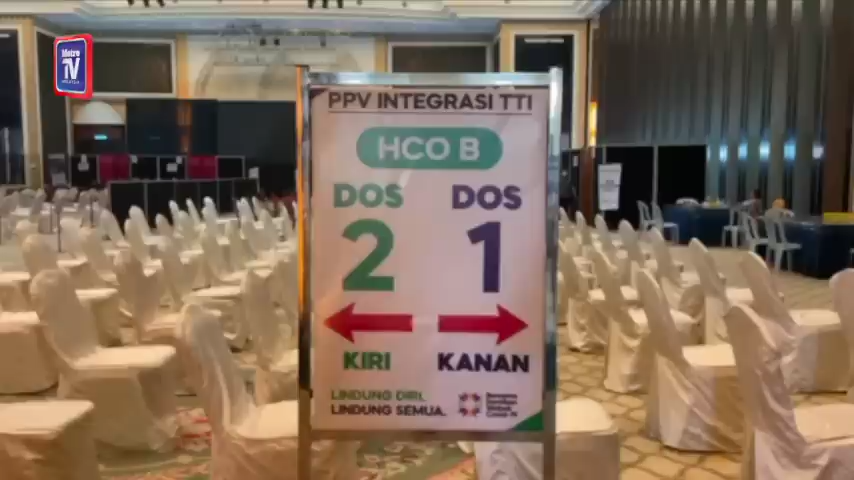 Metro
TV
PPV INTEGRASI TTI
HCO B
DOS DOS
2 1
KIRI KANAN
LINDUNG DIRI,
LINDUNG SEMUA.